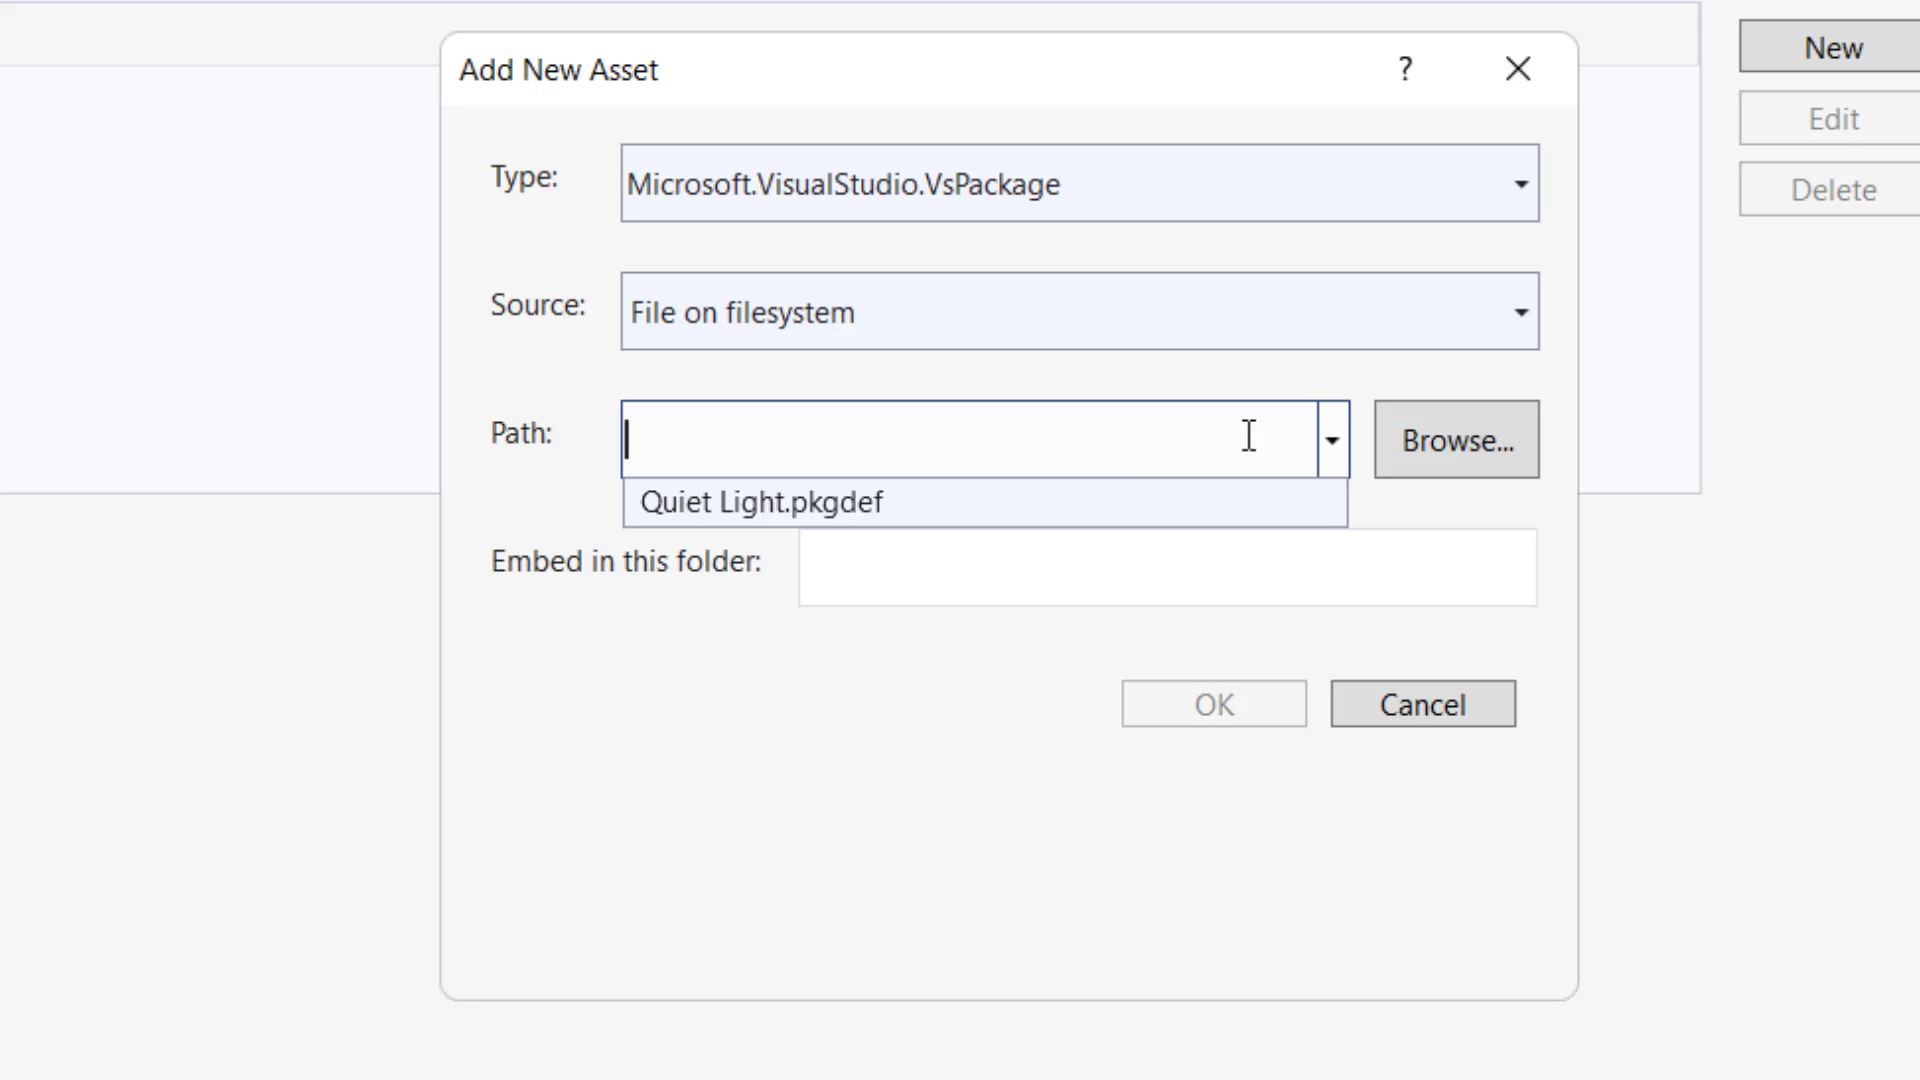 Add New Asset
?
New
Edit
Delete
Type:
Microsoft.VisualStudio.VsPackage
Source:
File on filesystem
Path:
Browse...
Quiet Light.pkgdef
Embed in this folder:
OK
Cancel